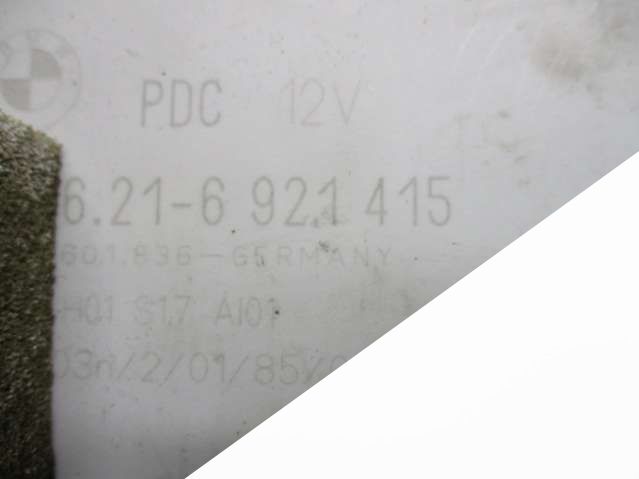 PDC 12V
6.21-6 921 415
601.836-GERMANY
H01 S17 AI01
03n/2/01/85/